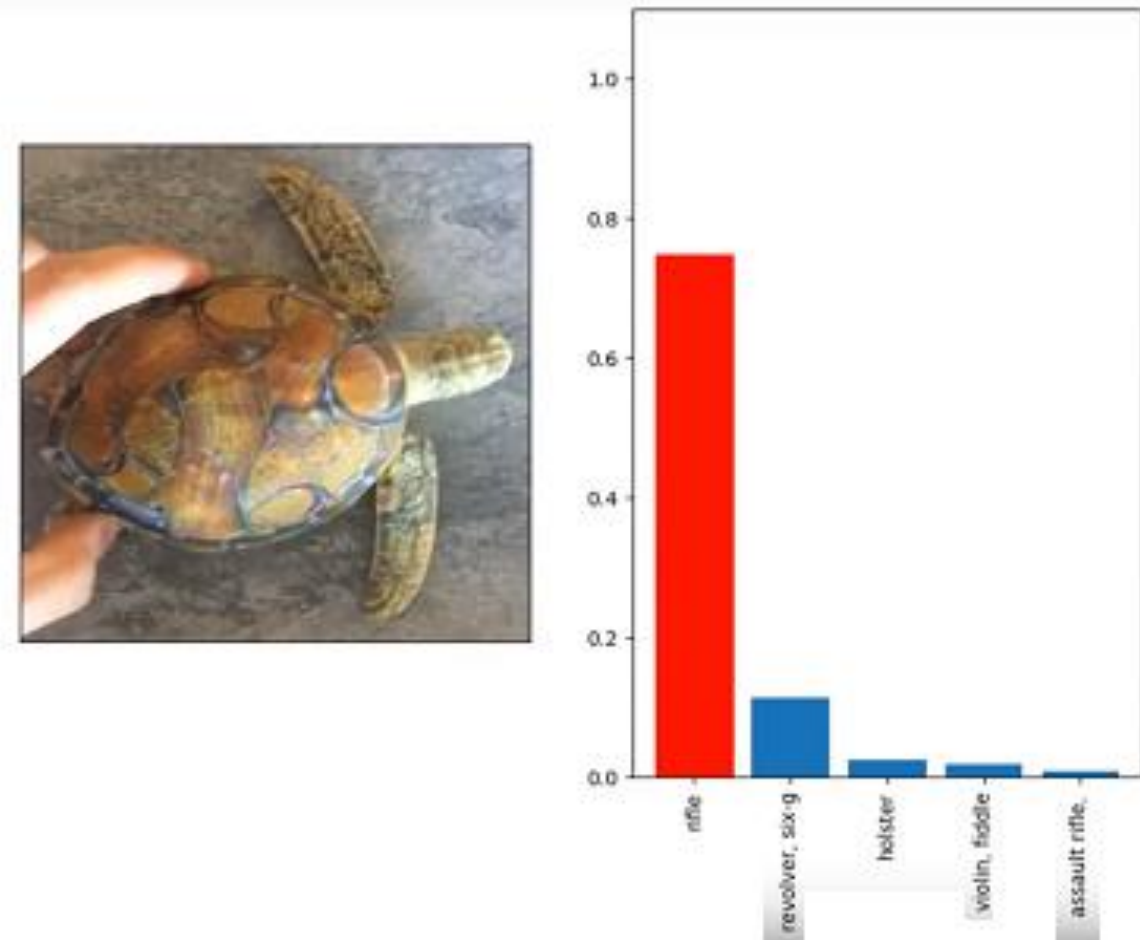 1.0
0.8
0.6
0.4
0.2
0.0
rifle
revolver, six-g
holster
violin, fiddle
assault rifle,